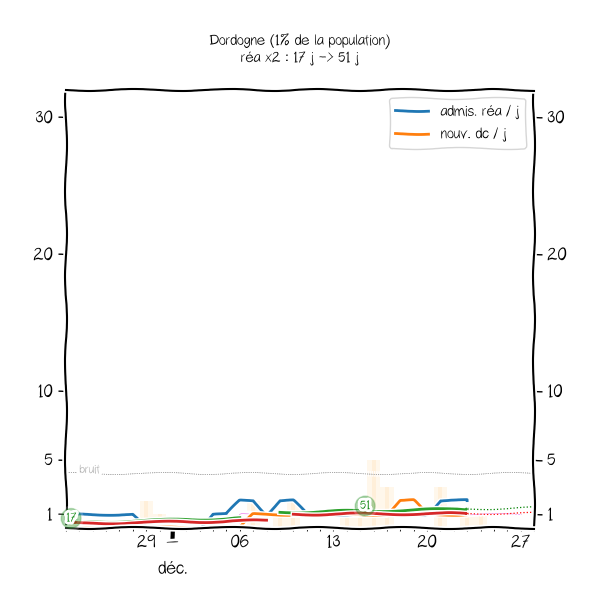 Dordogne (1% de la population)
réa x2 : 17 j -> 51 j
admis. réa / j
nouv. dc / j
30
30
20
20
10
10
5
5
bruit
1
1
17
51
29
06
13
20
27
déc.